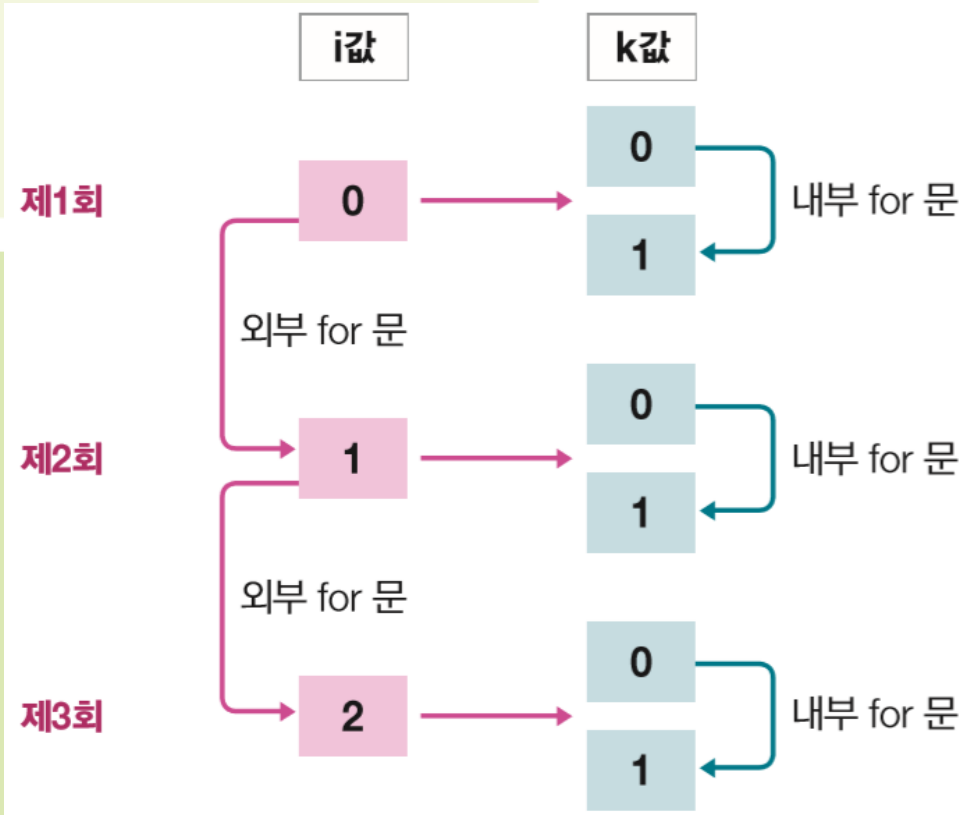 i값 k값
0
제1회 0 내부 for 문
1
외부 for 문
0
제2회 1 내부 for 문
1
외부 for 문
0
제3회 2 내부 for 문
1